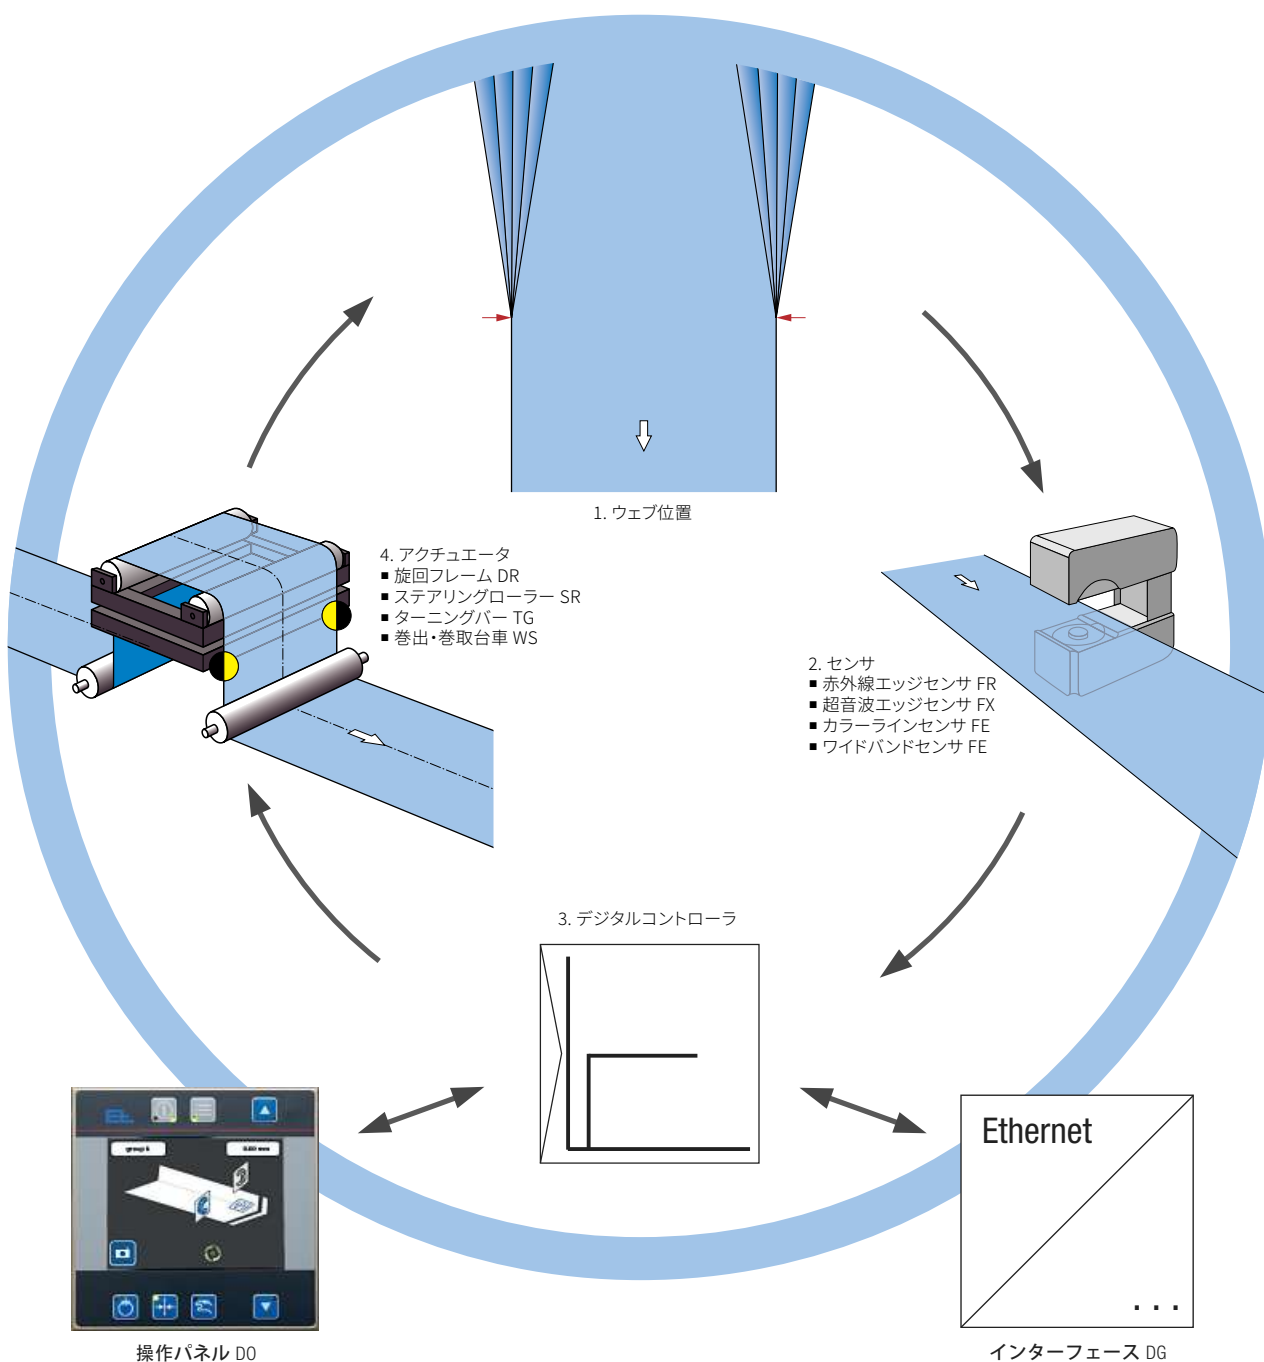 1. ウェブ位置
4. アクチュエータ
■ 旋回フレーム DR
■ ステアリングローラー SR
■ ターニングバー TG
■ 巻出・巻取台車 WS
2. センサ
■ 赤外線エッジセンサ FR
■ 超音波エッジセンサ FX
■ カラーラインセンサ FE
■ ワイドバンドセンサ FE
3. デジタルコントローラ
EL
group 6
0.00 mm
Ethernet
...
操作パネル DO
インターフェース DG